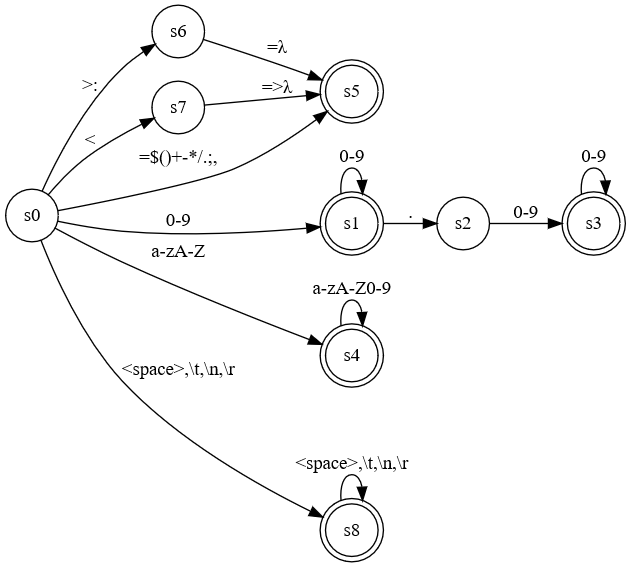 s6
=λ
>:
s5
=>λ
s7
<
=$()+-*/.;,
0-9
0-9
s0
0-9
s1
.
s2
0-9
s3
a-zA-Z
a-zA-Z0-9
s4
<space>,\t,\n,\r
<space>,\t,\n,\r
s8